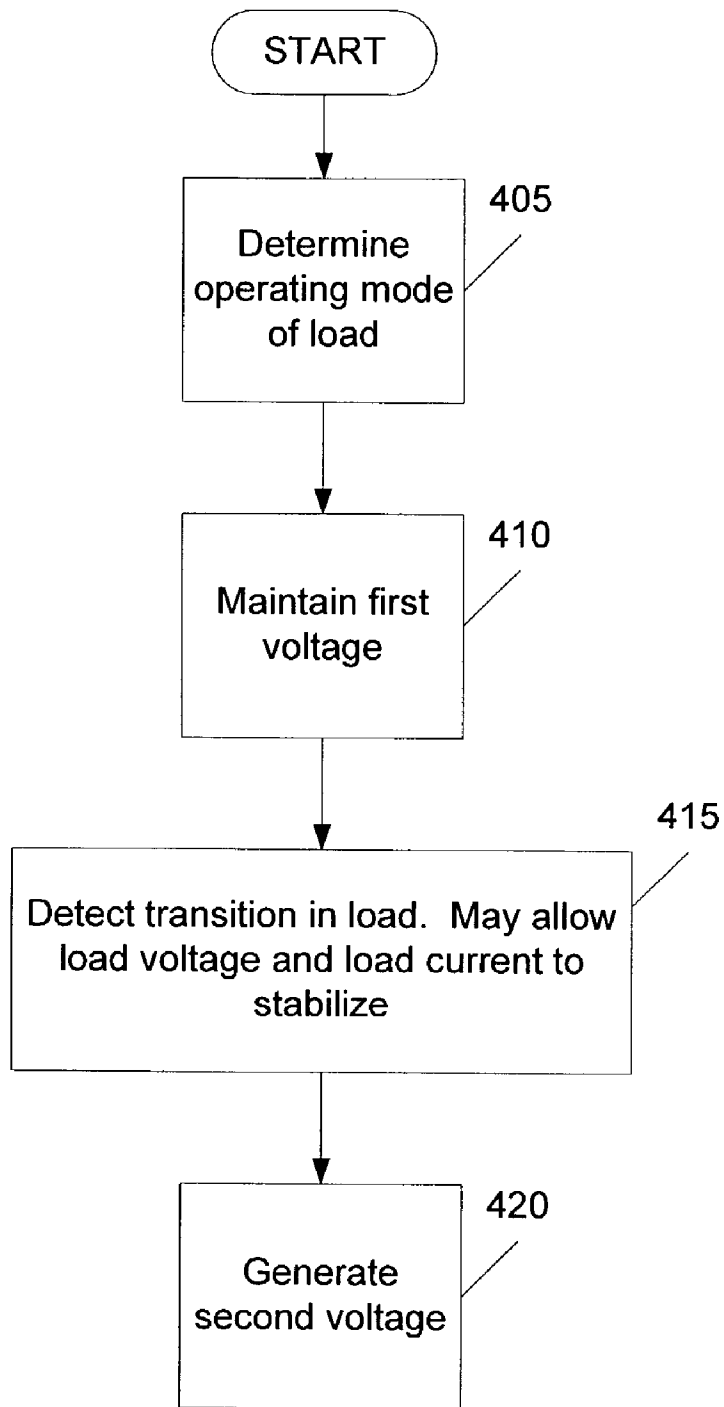 START
405
Determine
operating mode
of load
410
Maintain first
voltage
415
Detect transition in load.  May allow
load voltage and load current to
stabilize
420
Generate
second voltage